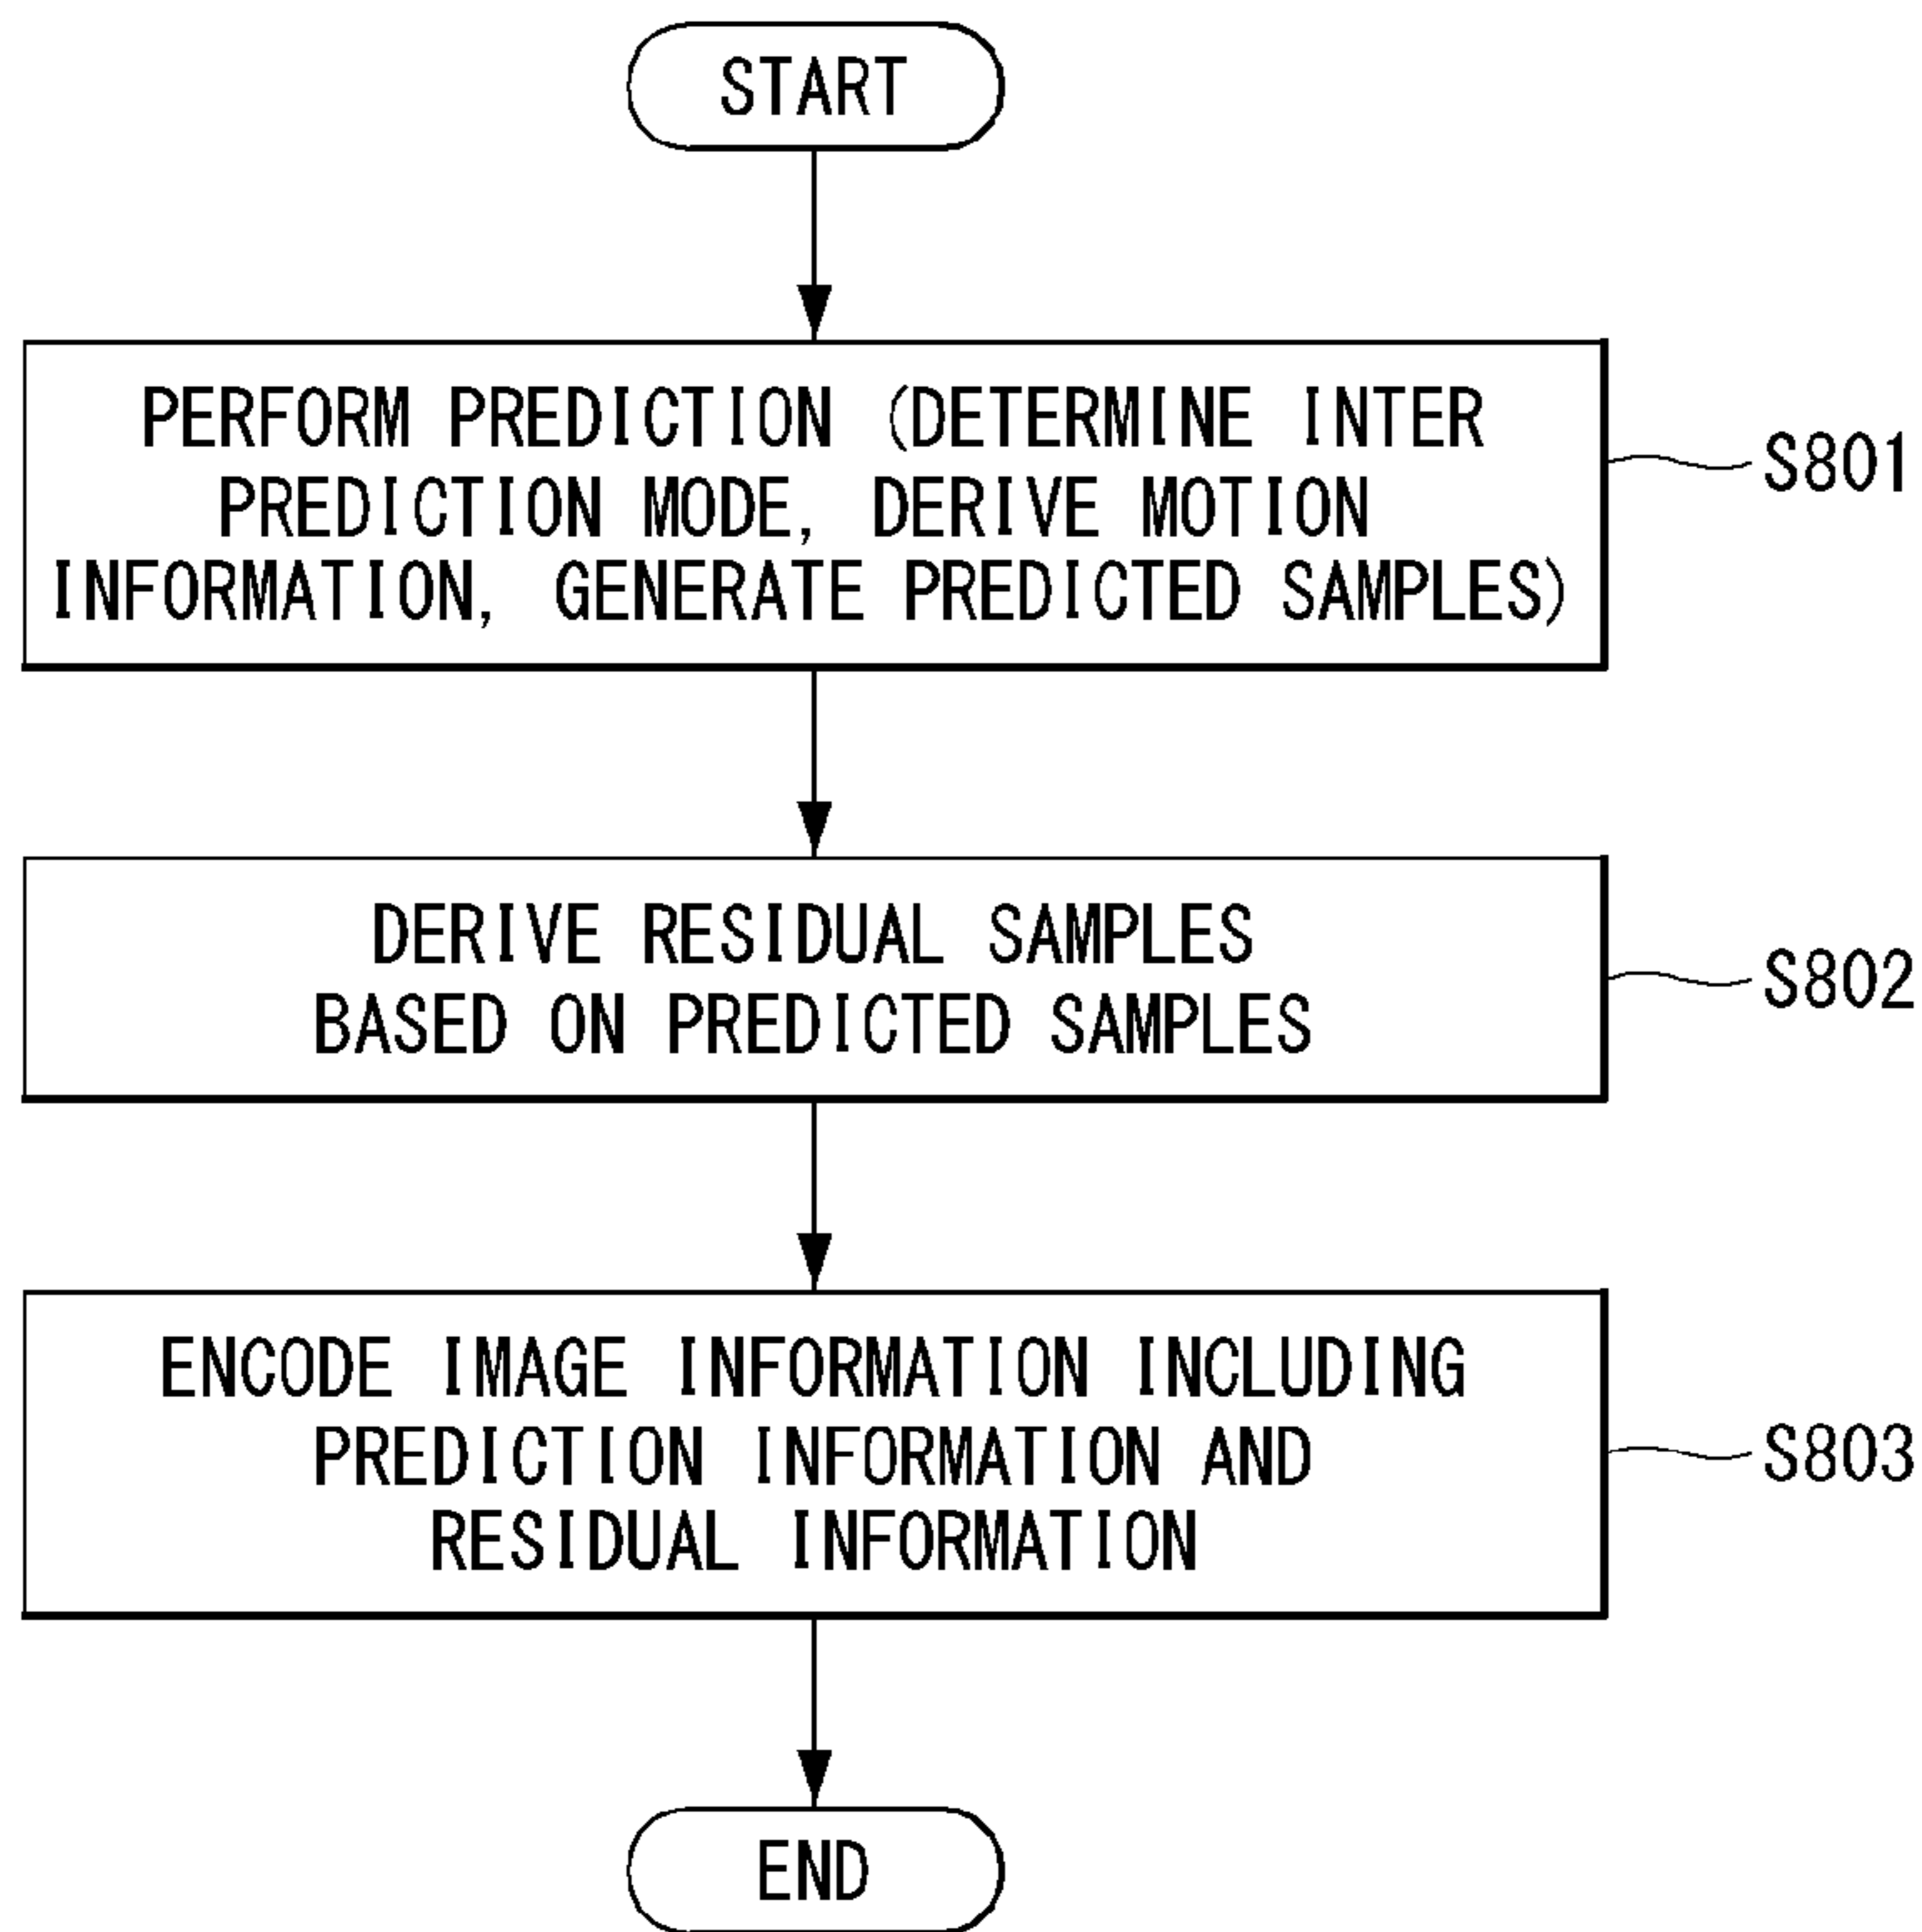 START
PERFORM PREDICTION (DETERMINE INTER
PREDICTION MODE, DERIVE MOTION
INFORMATION, GENERATE PREDICTED SAMPLES)
S801
DERIVE RESIDUAL SAMPLES
BASED ON PREDICTED SAMPLES
S802
ENCODE IMAGE INFORMATION INCLUDING
PREDICTION INFORMATION AND
RESIDUAL INFORMATION
S803
END